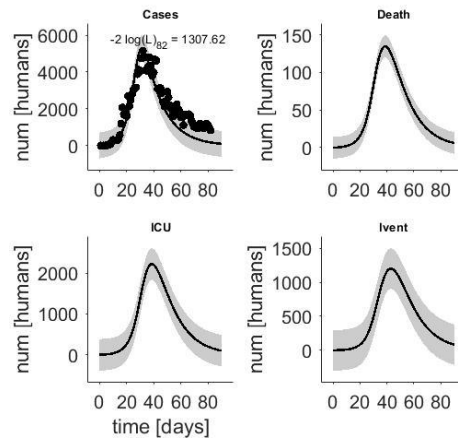 Cases
-2 log(L)_82 = 1307.62
num [humans]
6000
4000
2000
0
0 20 40 60 80
Death
num [humans]
150
100
50
0
0 20 40 60 80
ICU
num [humans]
2000
1000
0
0 20 40 60 80
time [days]
Ivent
num [humans]
1500
1000
500
0
0 20 40 60 80